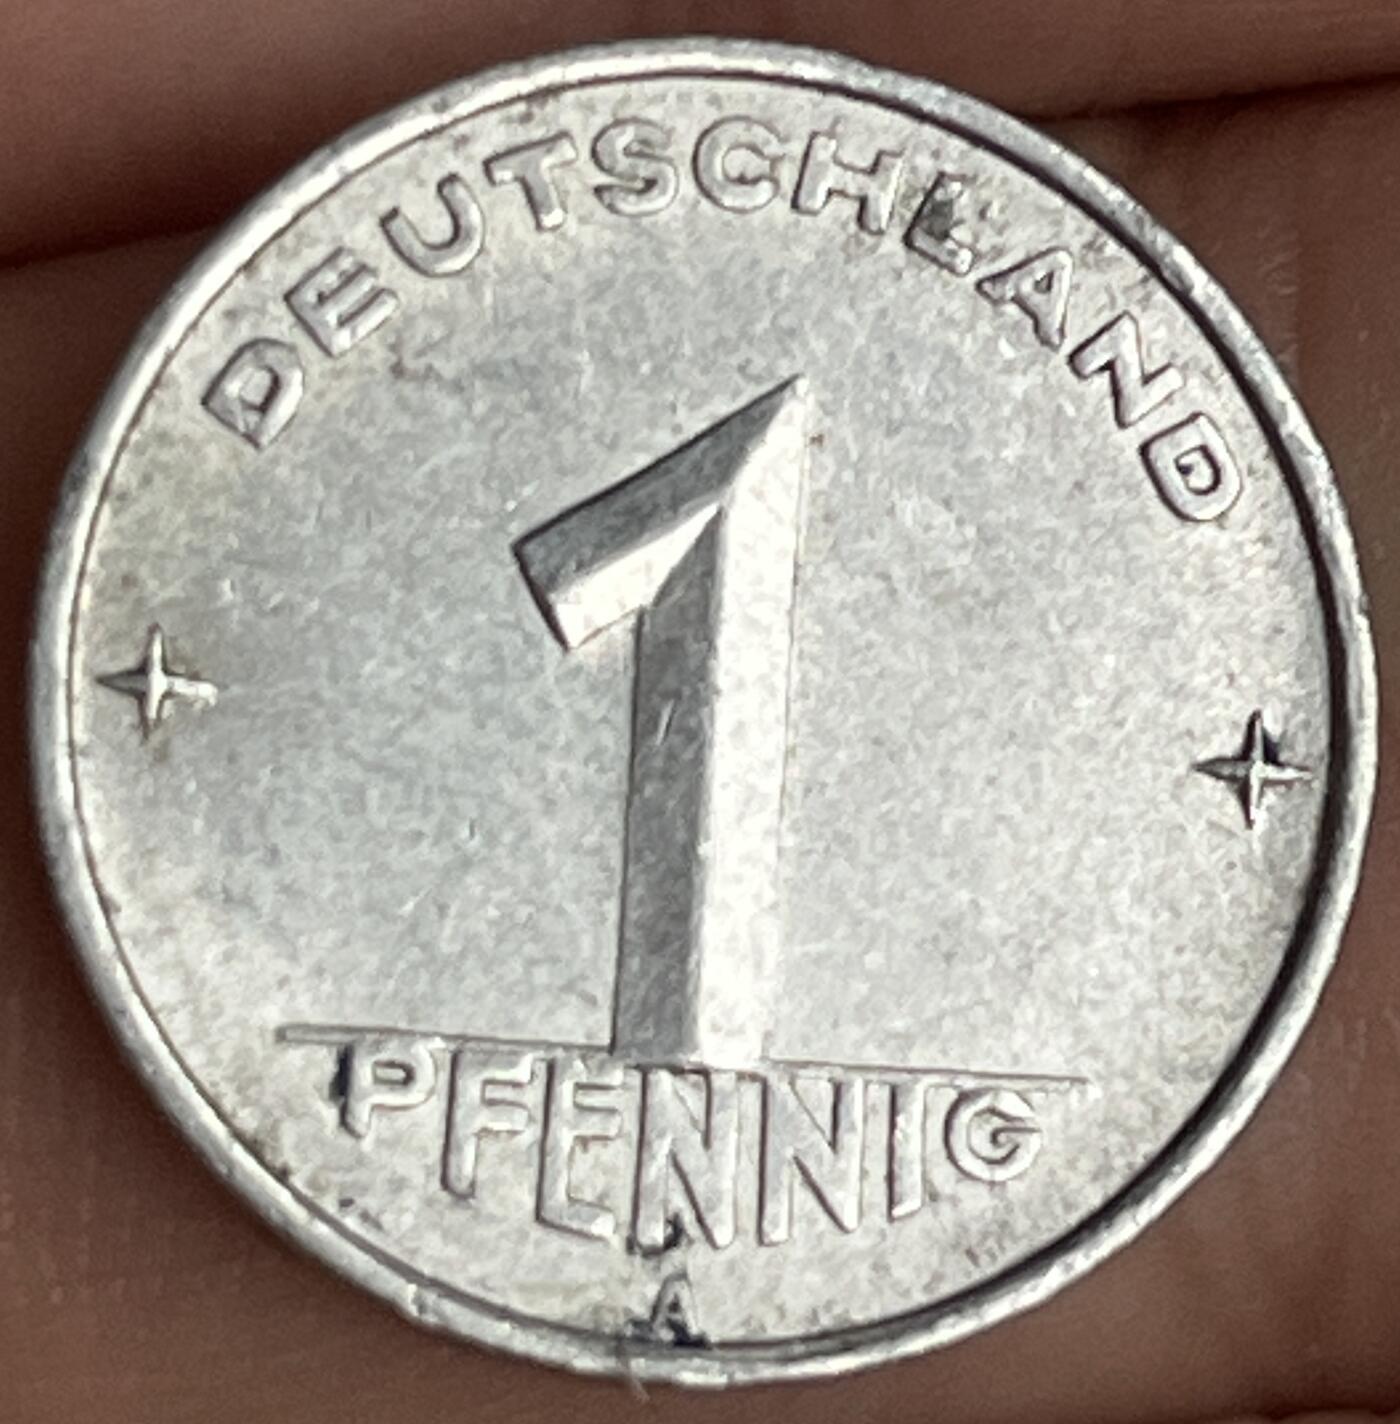 DEUTSCHLAND
1
PFENNIG
A